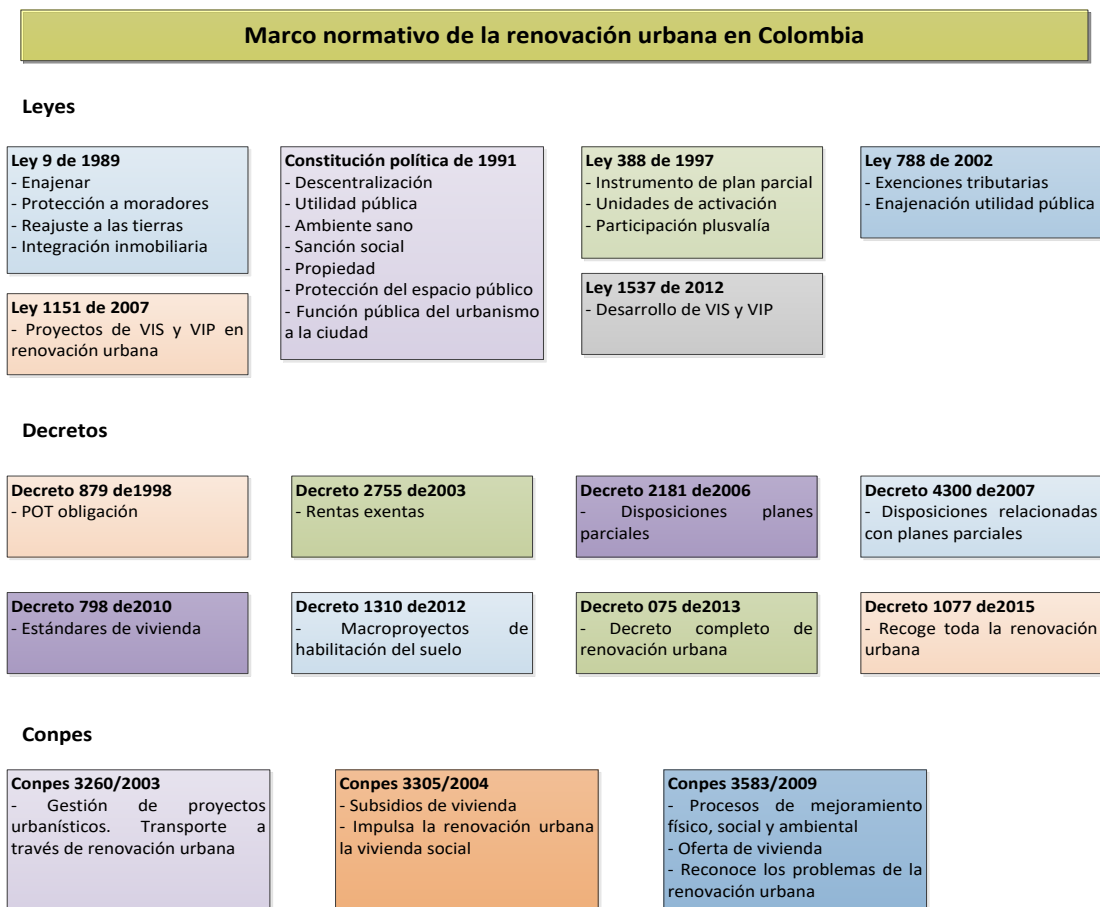 Marco normativo de la renovación urbana en Colombia
Leyes
Ley 9 de 1989
- Enajenar
- Protección a moradores
- Reajuste a las tierras
- Integración inmobiliaria
Constitución política de 1991
- Descentralización
- Utilidad pública
- Ambiente sano
- Sanción social
- Propiedad
- Protección del espacio público
- Función pública del urbanismo
a la ciudad
Ley 388 de 1997
- Instrumento de plan parcial
- Unidades de activación
- Participación plusvalía
Ley 788 de 2002
- Exenciones tributarias
- Enajenación utilidad pública
Ley 1151 de 2007
- Proyectos de VIS y VIP en
renovación urbana
Ley 1537 de 2012
- Desarrollo de VIS y VIP
Decretos
Decreto 879 de1998
- POT obligación
Decreto 2755 de2003
- Rentas exentas
Decreto 2181 de2006
- Disposiciones planes
parciales
Decreto 4300 de2007
- Disposiciones relacionadas
con planes parciales
Decreto 798 de2010
- Estándares de vivienda
Decreto 1310 de2012
- Macroproyectos de
habilitación del suelo
Decreto 075 de2013
- Decreto completo de
renovación urbana
Decreto 1077 de2015
- Recoge toda la renovación
urbana
Conpes
Conpes 3260/2003
- Gestión de proyectos
urbanísticos. Transporte a
través de renovación urbana
Conpes 3305/2004
- Subsidios de vivienda
- Impulsa la renovación urbana
la vivienda social
Conpes 3583/2009
- Procesos de mejoramiento
físico, social y ambiental
- Oferta de vivienda
- Reconoce los problemas de la
renovación urbana